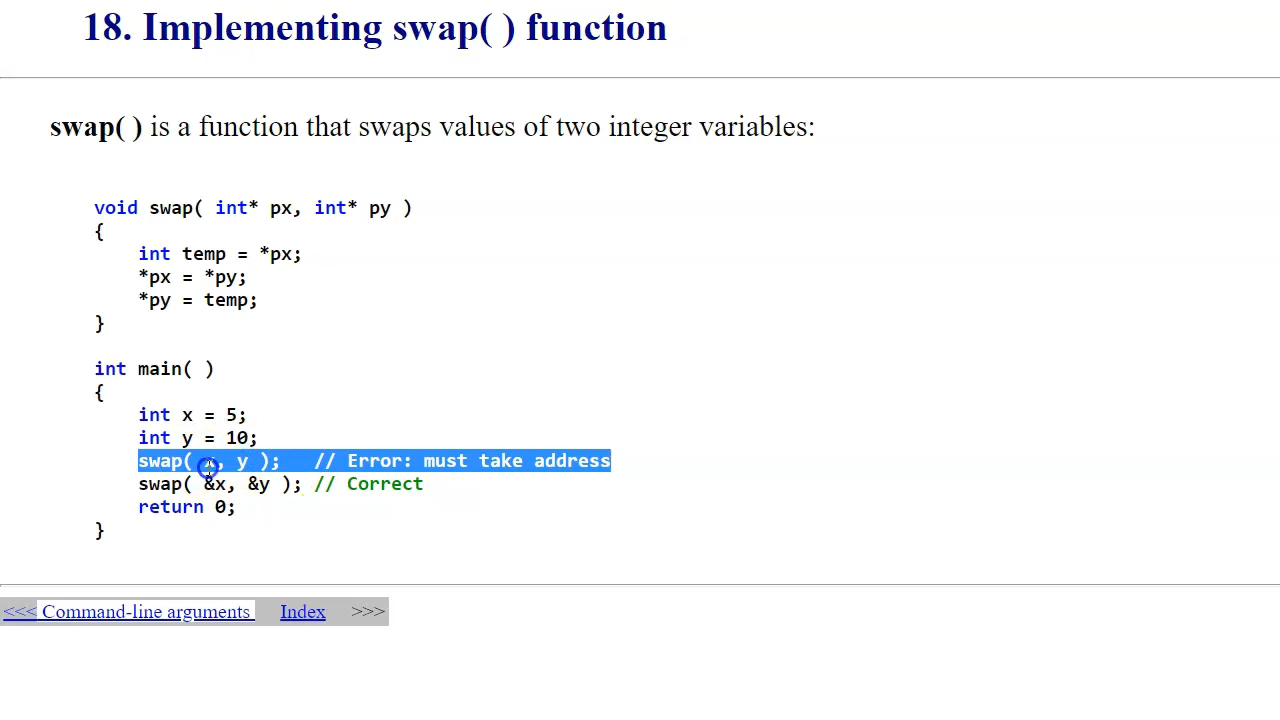 18. Implementing swap( ) function
swap( ) is a function that swaps values of two integer variables:
void swap( int* px, int* py )
{
int temp = *px;
*px = *py;
*py = temp;
}
int main( )
{
int x = 5;
int y = 10;
swap( x, y ); // Error: must take address
swap( &x, &y ); // Correct
return 0;
}
<<< Command-line arguments Index >>>